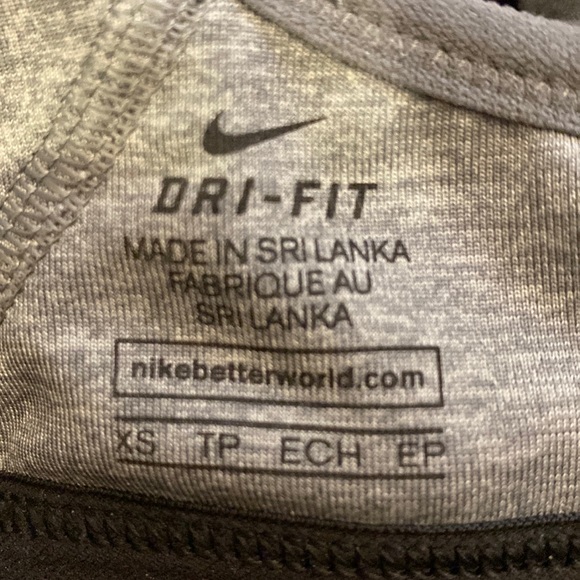 DRI-FIT
MADE IN SRI LANKA
FABRIQUE AU
SRI LANKA
nikebetterworld.com
XS TP ECH EP